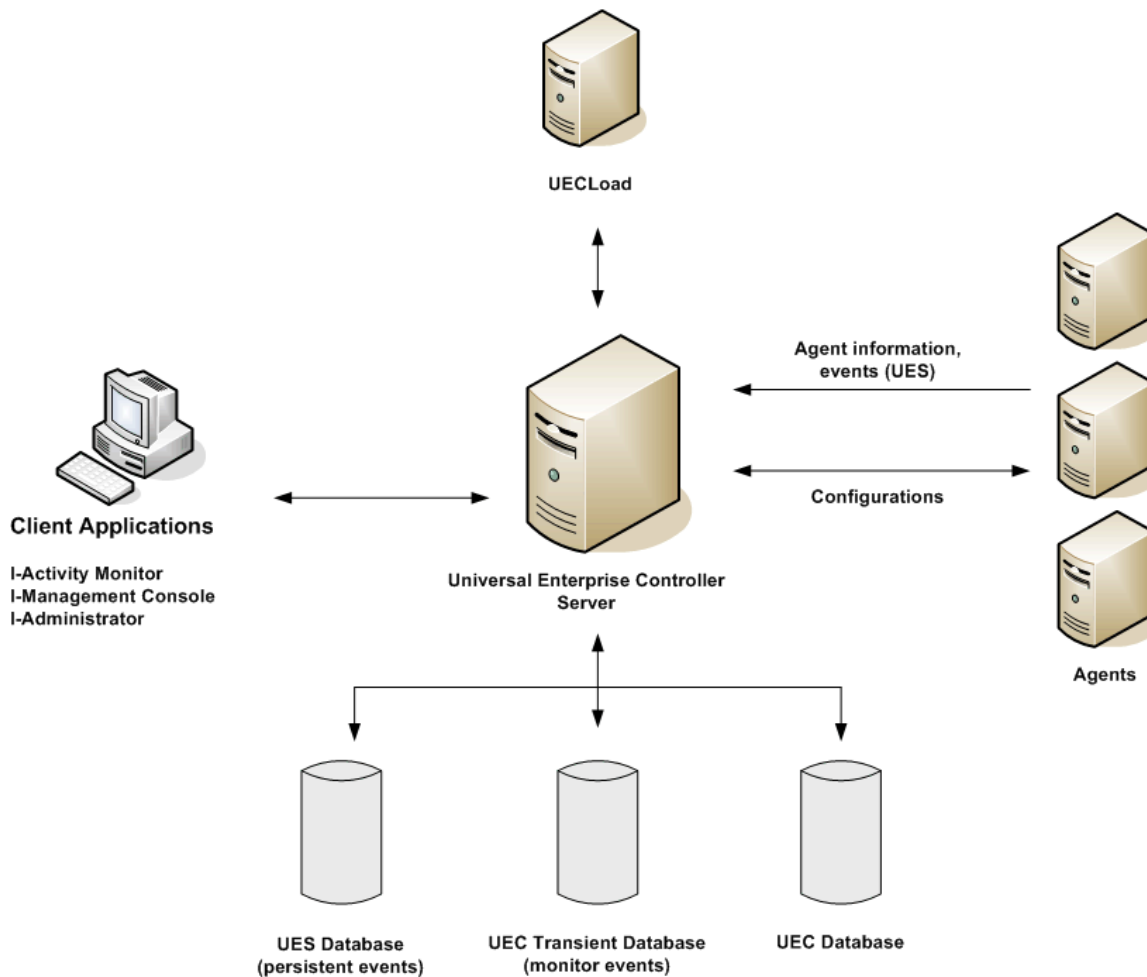 UECLoad
Agent information,
events (UES)
Configurations
Client Applications
I-Activity Monitor
I-Management Console
I-Administrator
Universal Enterprise Controller
Server
Agents
UES Database
(persistent events)
UEC Transient Database
(monitor events)
UEC Database